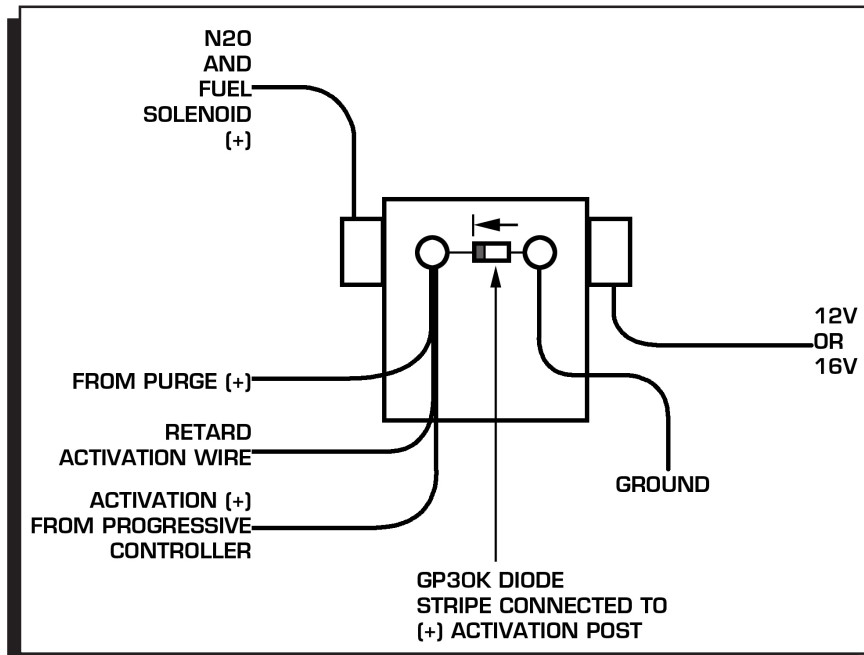 N20
AND
FUEL
SOLENOID
(+)
12V
OR
16V
FROM PURGE (+)
RETARD
ACTIVATION WIRE
ACTIVATION (+)
FROM PROGRESSIVE
CONTROLLER
GROUND
GP30K DIODE
STRIPE CONNECTED TO
(+) ACTIVATION POST